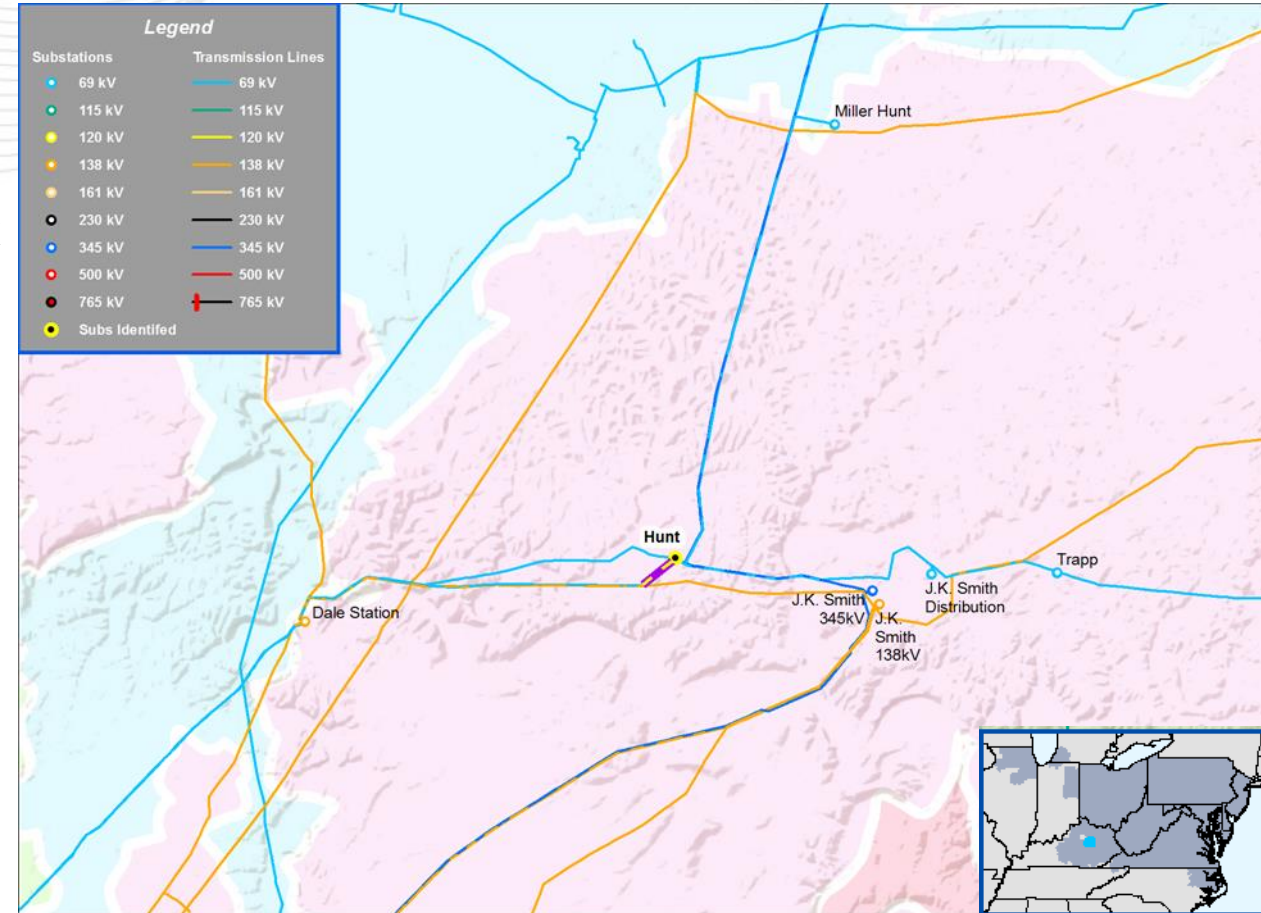 Legend
Substations Transmission Lines
69 kV 69 kV
115 kV 115 kV
120 kV 120 kV
138 kV 138 kV
161 kV 161 kV
230 kV 230 kV
345 kV 345 kV
500 kV 500 kV
765 kV 765 kV
Subs Identifed
Miller Hunt
Hunt
Trapp
J.K. Smith
Distribution
J.K. Smith
345kV
J.K.
Smith
138kV
Dale Station